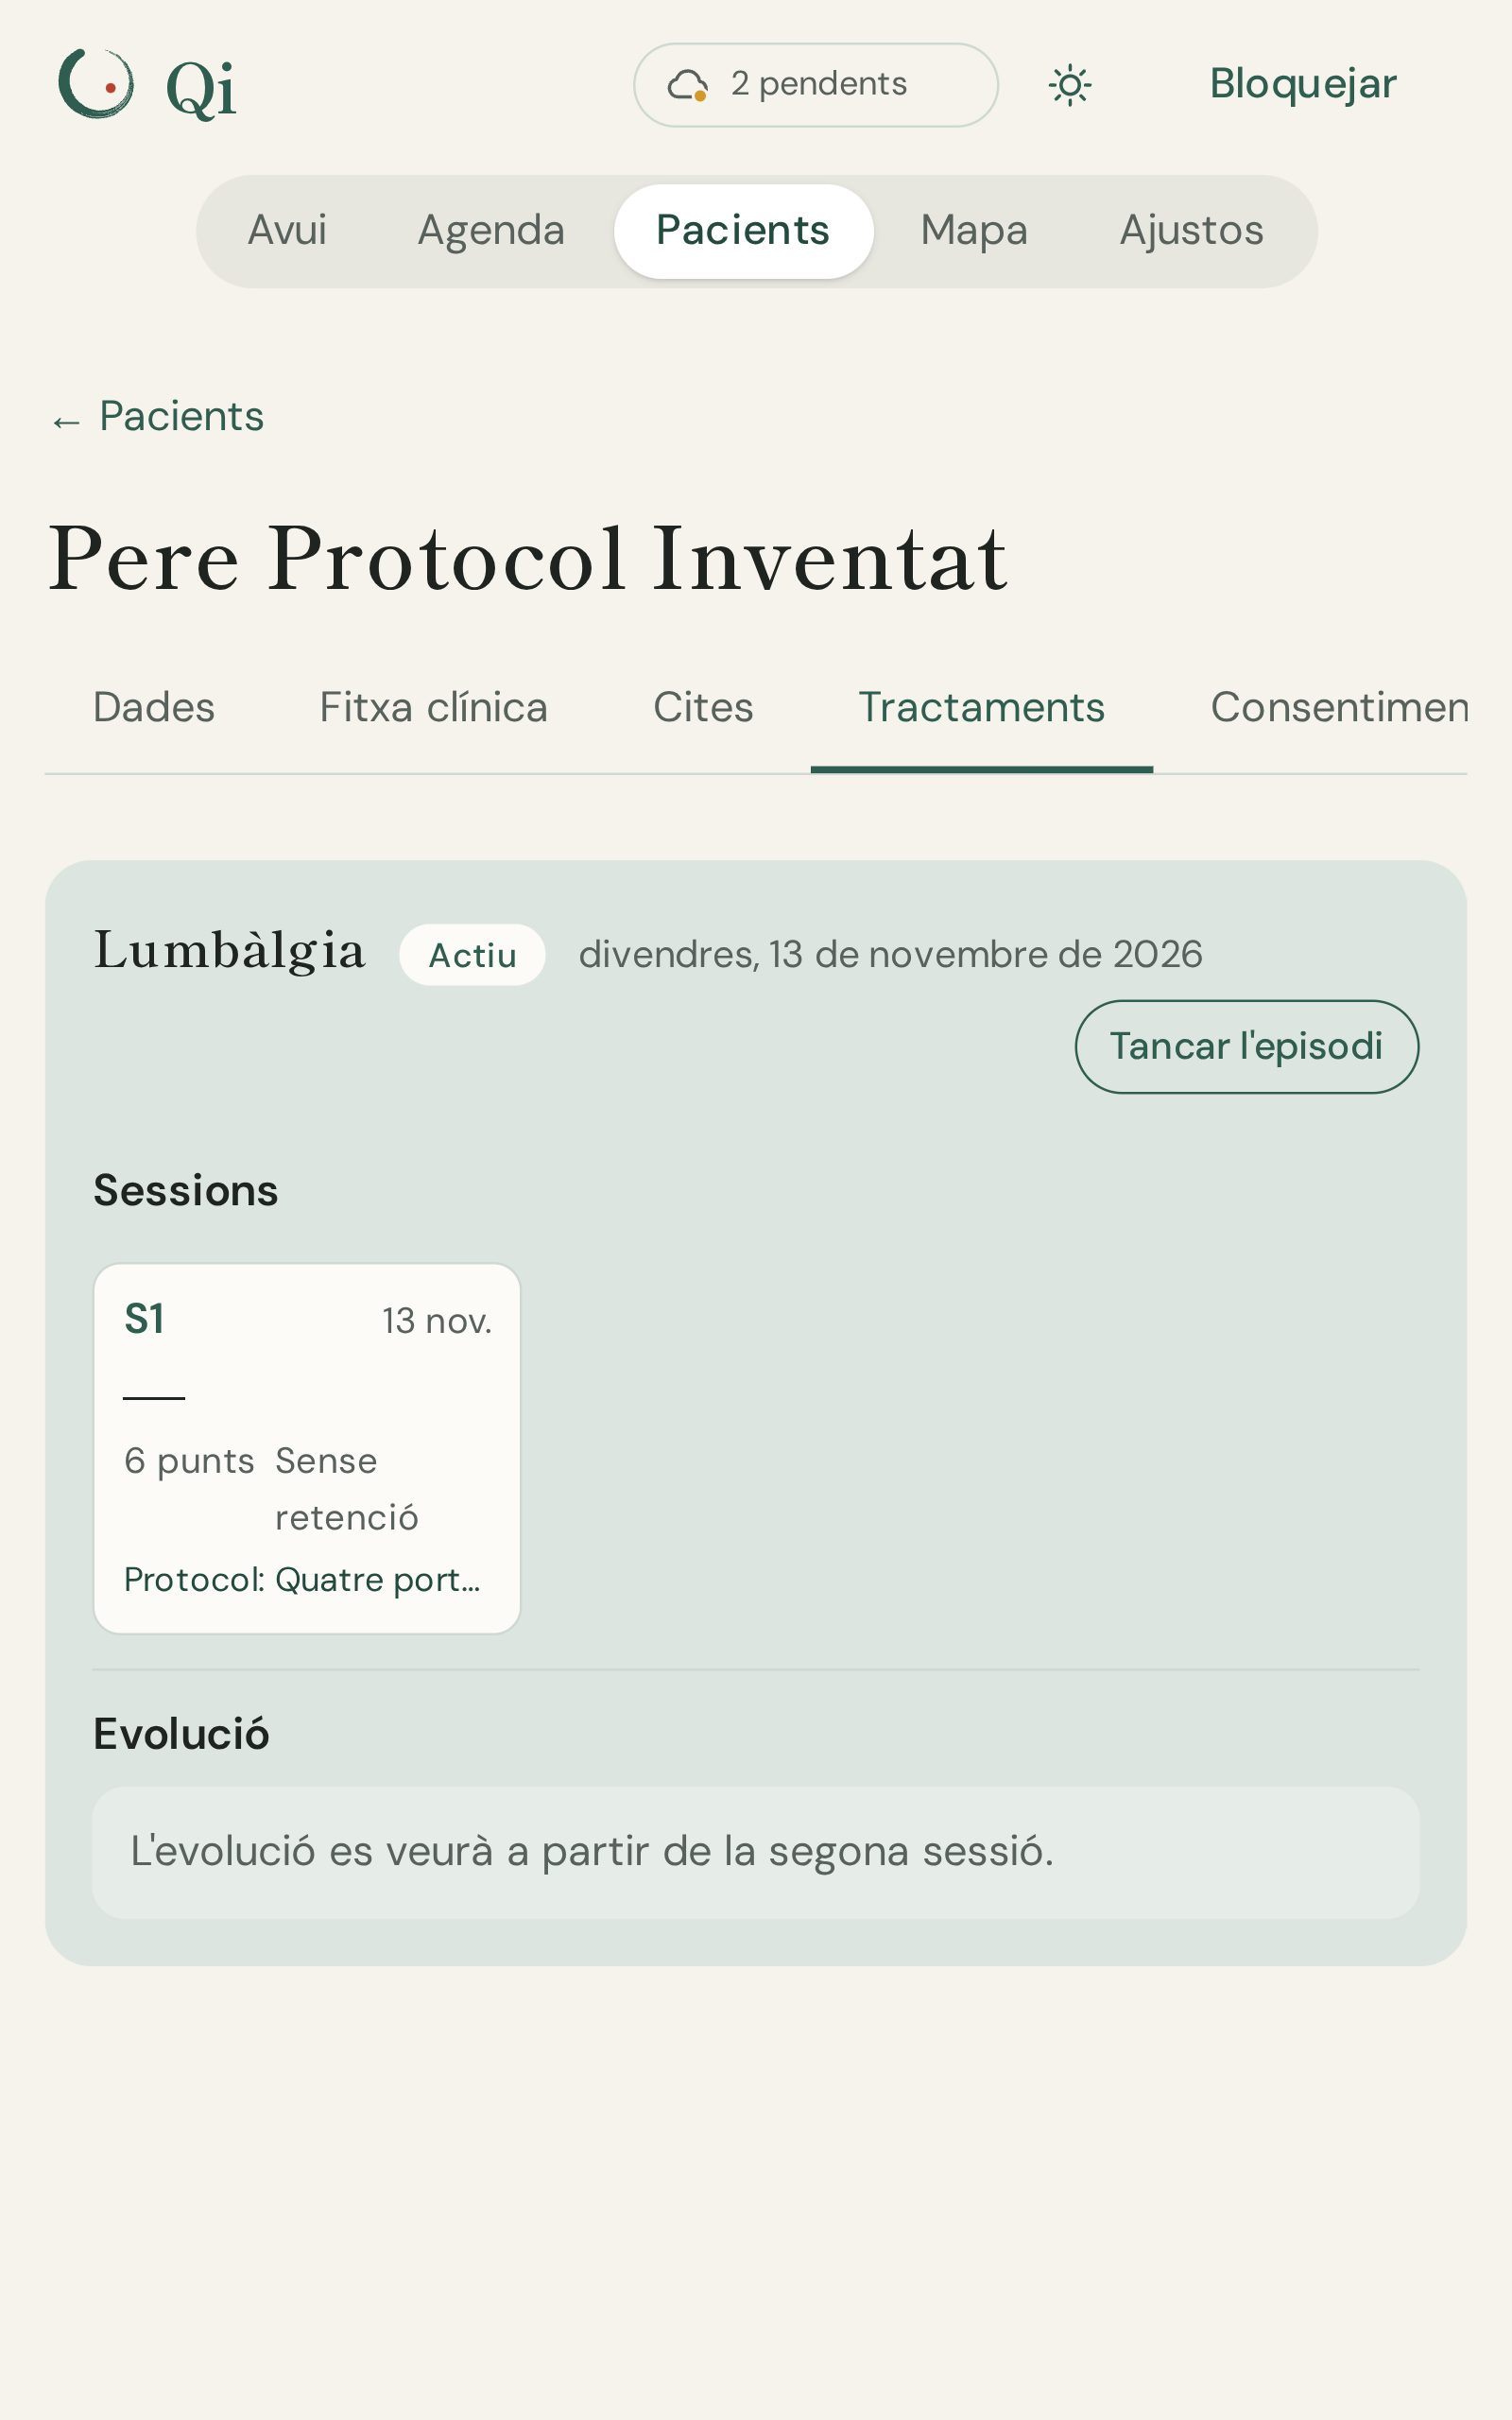 Qi
2 pendents
Bloquejar
Avui
Agenda
Pacients
Mapa
Ajustos
← Pacients
Pere Protocol Inventat
Dades
Fitxa clínica
Cites
Tractaments
Consentimen
Lumbàlgia
Actiu
divendres, 13 de novembre de 2026
Tancar l'episodi
Sessions
S1
13 nov.
—
6 punts
Sense
retenció
Protocol: Quatre port…
Evolució
L'evolució es veurà a partir de la segona sessió.